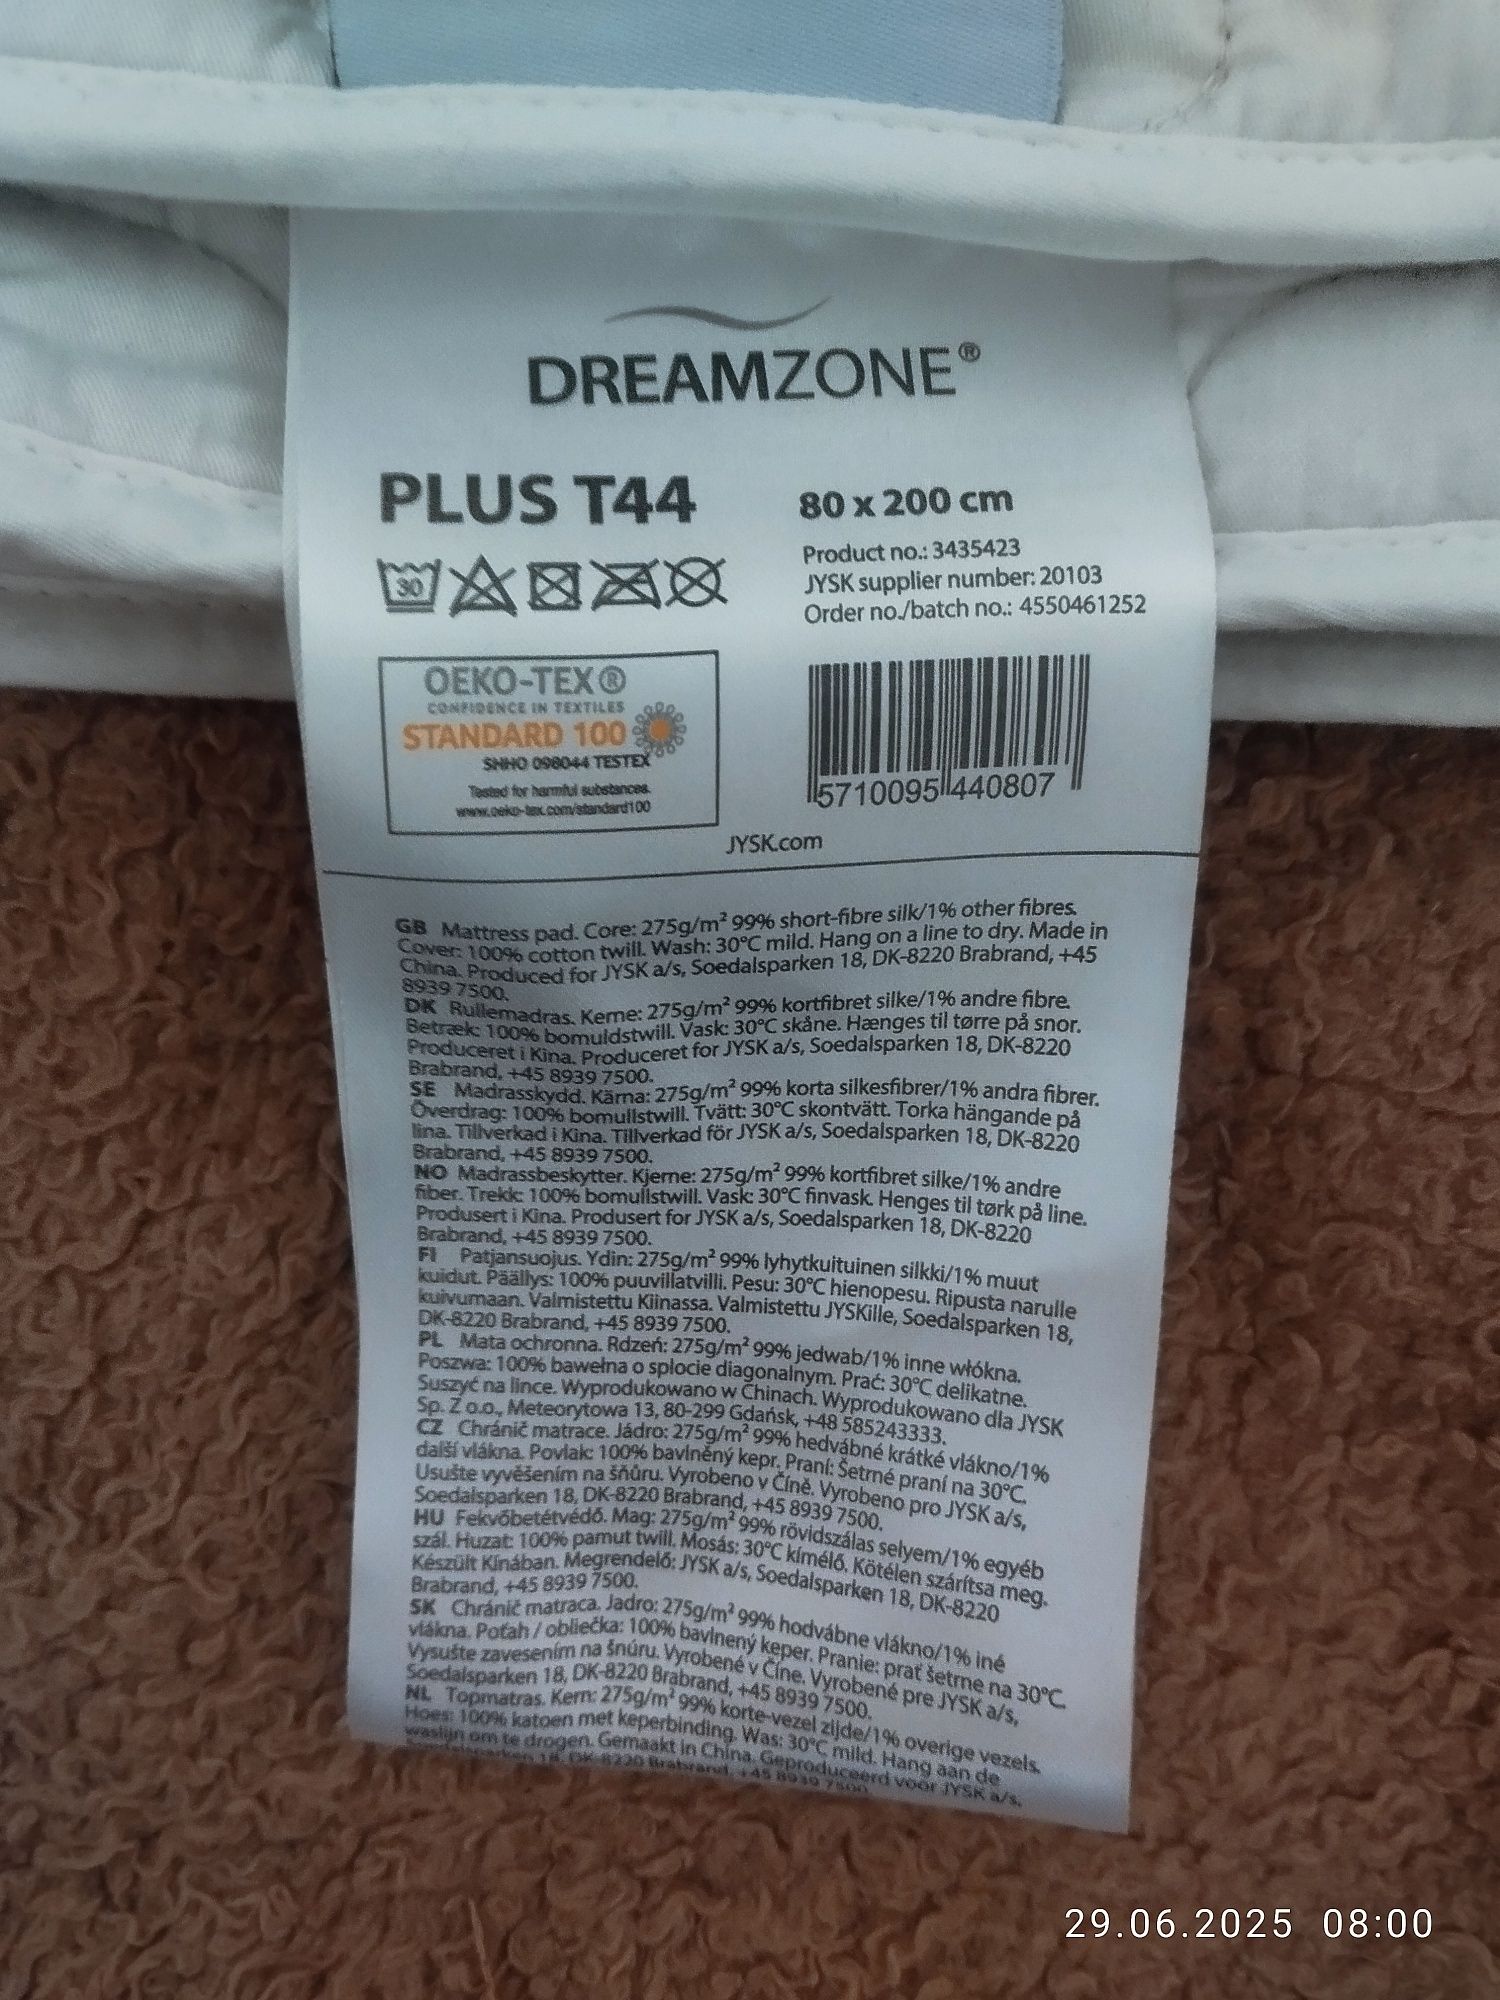 DREAMZONE®
PLUS T44
80 x 200 cm
Product no.: 3435423
JYSK supplier number: 20103
Order no./batch no.: 4550461252
30
OEKO-TEX®
CONFIDENCE IN TEXTILES
STANDARD 100
SHHO 098044 TESTEX
Tested for harmful substances.
www.oeko-tex.com/standard100
5710095 440807
JYSK.com
GB Mattress pad. Core: 275g/m² 99% short-fibre silk/1% other fibres.
Cover: 100% cotton twill. Wash: 30°C mild. Hang on a line to dry. Made in
China. Produced for JYSK a/s, Soedalsparken 18, DK-8220 Brabrand, +45
8939 7500.
DK Rullemadras. Kerne: 275g/m² 99% kortfibret silke/1% andre fibre.
Betræk: 100% bomuldstwill. Vask: 30°C skåne. Hænges til tørre på snor.
Produceret i Kina. Produceret for JYSK a/s, Soedalsparken 18, DK-8220
Brabrand, +45 8939 7500.
SE Madrasskydd. Kärna: 275g/m² 99% korta silkesfibrer/1% andra fibrer.
Överdrag: 100% bomullstwill. Tvätt: 30°C skontvätt. Torka hängande på
lina. Tillverkad i Kina. Tillverkad för JYSK a/s, Soedalsparken 18, DK-8220
Brabrand, +45 8939 7500.
NO Madrassbeskytter. Kjerne: 275g/m² 99% kortfibret silke/1% andre
fiber. Trekk: 100% bomullstwill. Vask: 30°C finvask. Henges til tørk på line.
Produsert i Kina. Produsert for JYSK a/s, Soedalsparken 18, DK-8220
Brabrand, +45 8939 7500.
FI Patjansuojus. Ydin: 275g/m² 99% lyhytkuituinen silkki/1% muut
kuidut. Päällys: 100% puuvillatvilli. Pesu: 30°C hienopesu. Ripusta narulle
kuivumaan. Valmistettu Kiinassa. Valmistettu JYSKille, Soedalsparken 18,
DK-8220 Brabrand, +45 8939 7500.
PL Mata ochronna. Rdzeń: 275g/m² 99% jedwab/1% inne włókna.
Poszwa: 100% bawełna o splocie diagonalnym. Prać: 30°C delikatne.
Suszyć na lince. Wyprodukowano w Chinach. Wyprodukowano dla JYSK
Sp. Z o.o., Meteorytowa 13, 80-299 Gdańsk, +48 585243333.
CZ Chránič matrace. Jádro: 275g/m² 99% hedvábné krátké vlákno/1%
další vlákna. Povlak: 100% bavlněný kepr. Praní: Šetrné praní na 30°C.
Usušte vyvěšením na šňůru. Vyrobeno v Číně. Vyrobeno pro JYSK a/s,
Soedalsparken 18, DK-8220 Brabrand, +45 8939 7500.
HU Fekvőbetétvédő. Mag: 275g/m² 99% rövidszálas selyem/1% egyéb
szál. Huzat: 100% pamut twill. Mosás: 30°C kímélő. Kötélen szárítsa meg.
Készült Kínában. Megrendelő: JYSK a/s, Soedalsparken 18, DK-8220
Brabrand, +45 8939 7500.
SK Chránič matraca. Jadro: 275g/m² 99% hodvábne vlákno/1% iné
vlákna. Poťah / obliečka: 100% bavlnený keper. Pranie: prať šetrne na 30°C.
Vysušte zavesením na šnúru. Vyrobené v Číne. Vyrobené pre JYSK a/s,
Soedalsparken 18, DK-8220 Brabrand, +45 8939 7500.
NL Topmatras. Kern: 275g/m² 99% korte-vezel zijde/1% overige vezels.
Hoes: 100% katoen met keperbinding. Was: 30°C mild. Hang aan de
waslijn om te drogen. Gemaakt in China. Geproduceerd voor JYSK a/s,
Soedalsparken 18, DK-8220 Brabrand, +45 8939 7500.
29.06.2025 08:00